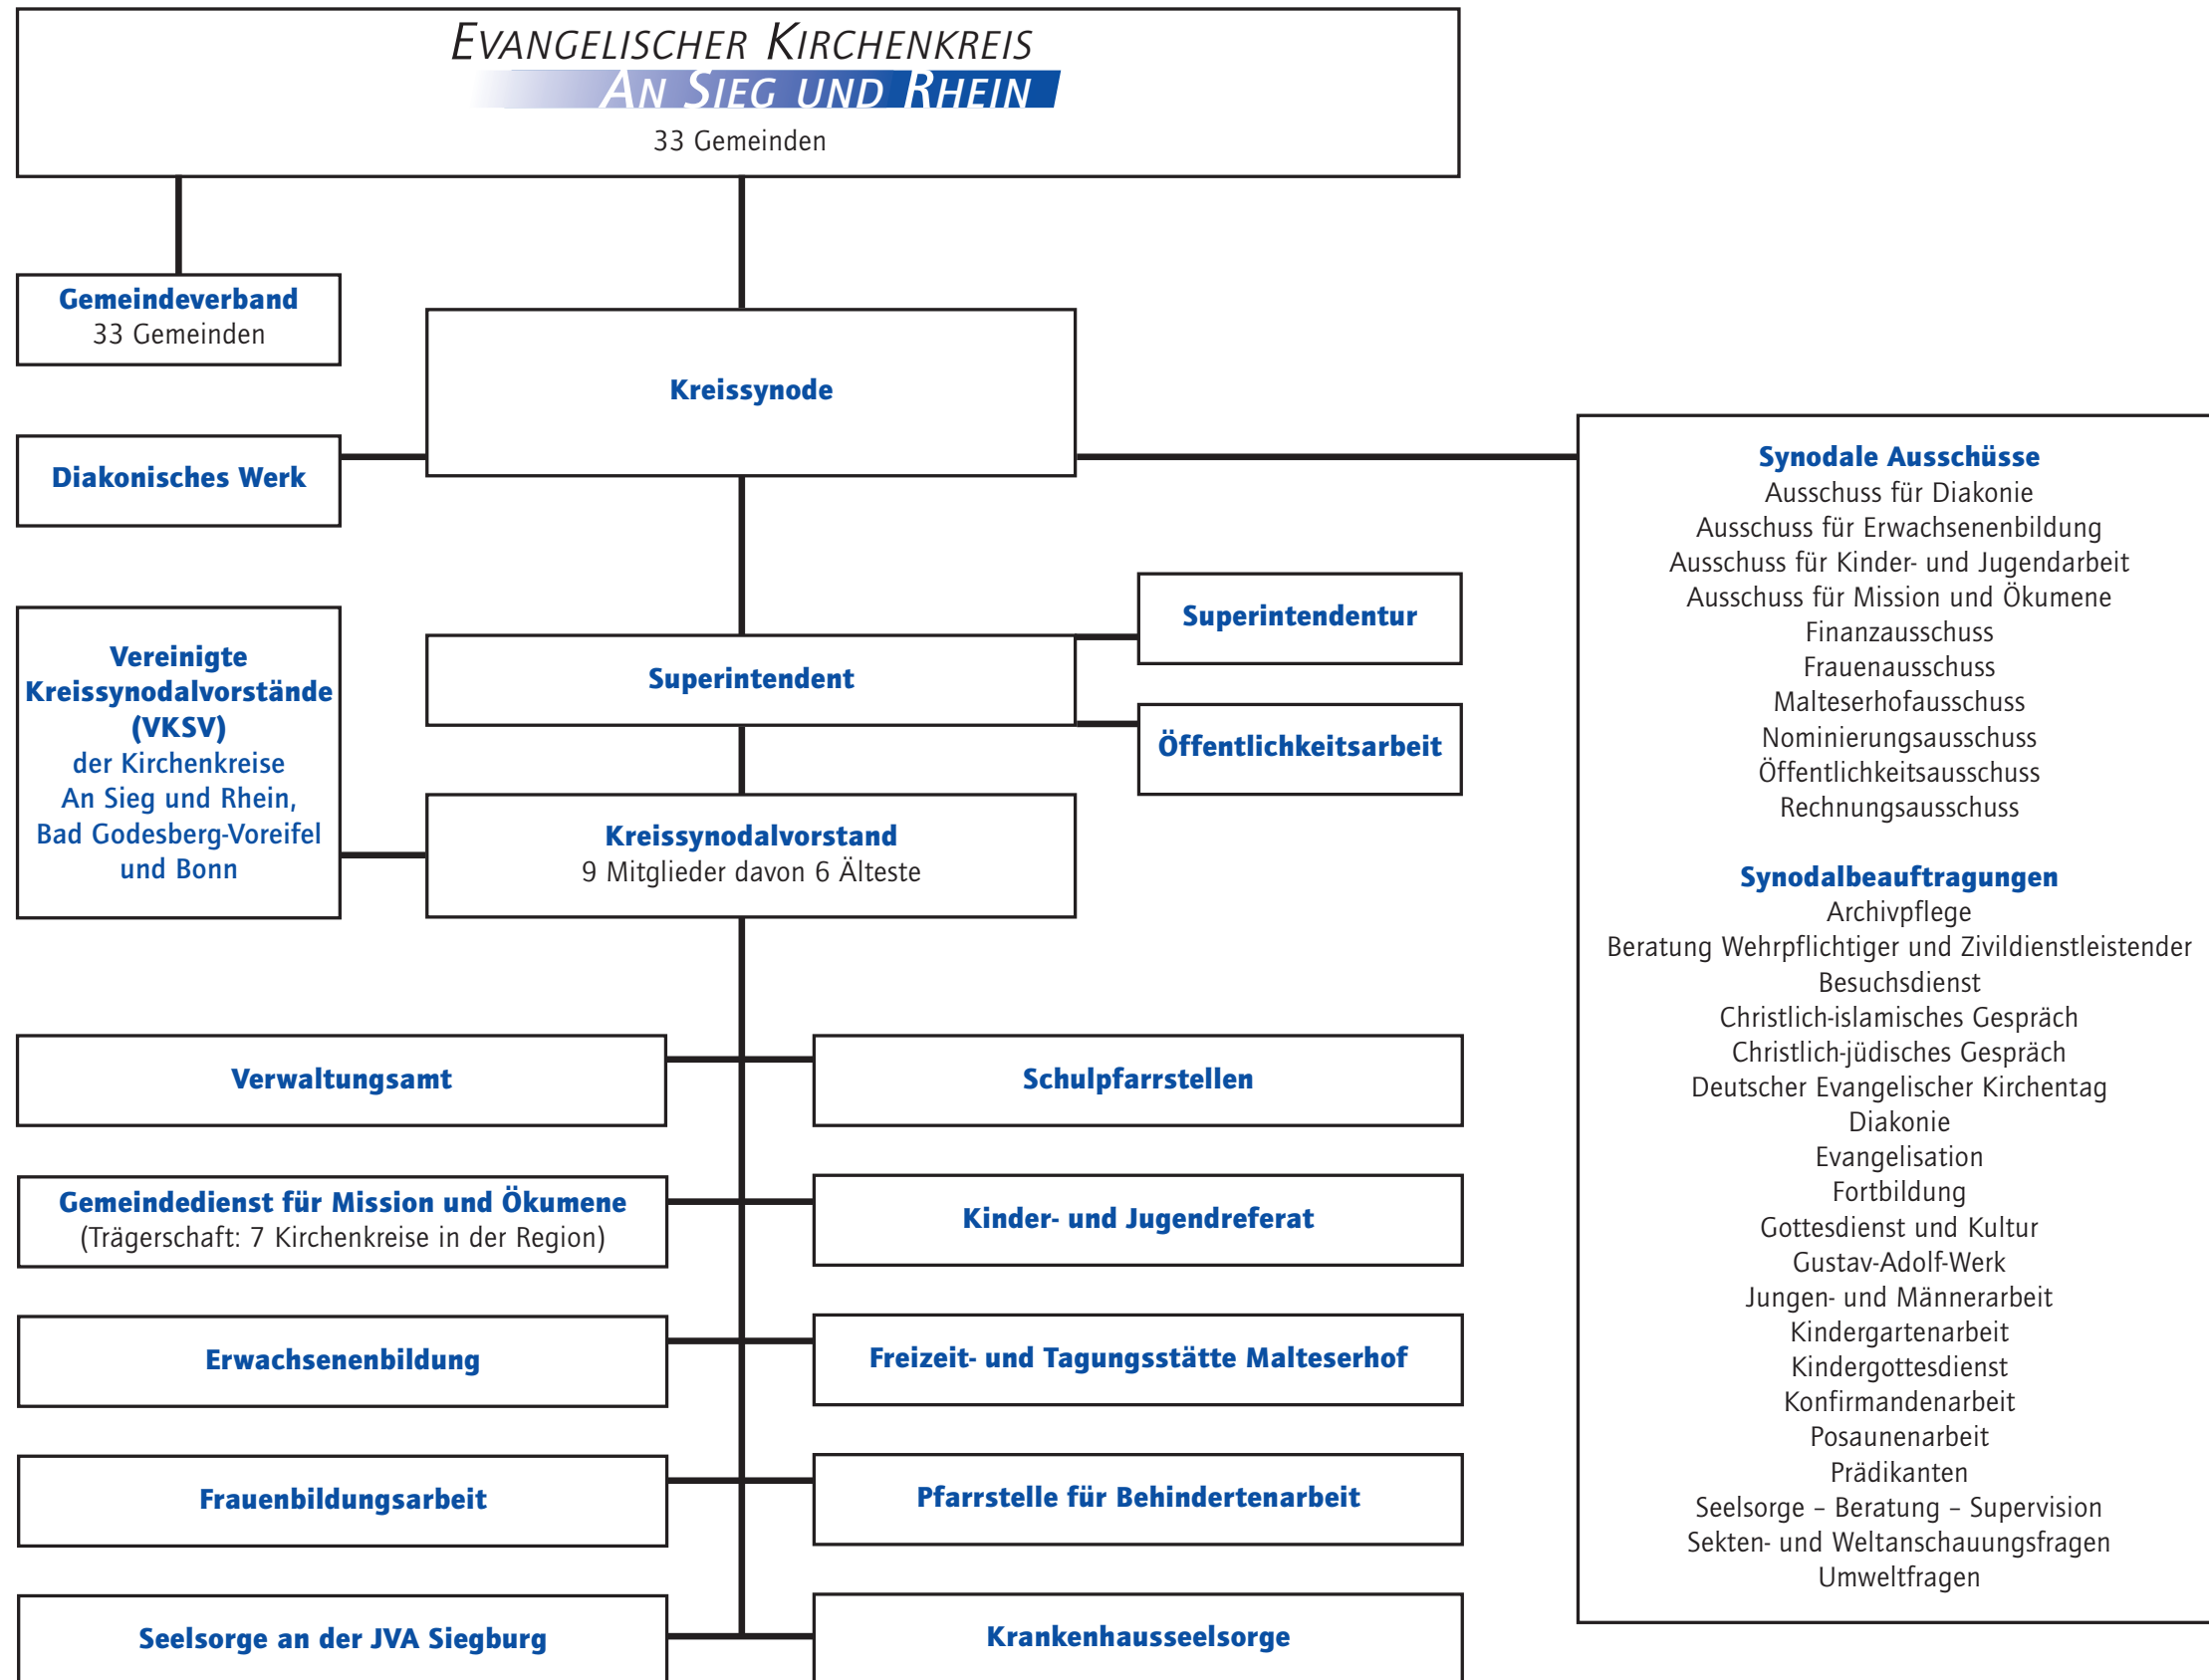 EVANGELISCHER KIRCHENKREIS
AN SIEG UND RHEIN
33 Gemeinden
Gemeindeverband
33 Gemeinden
Kreissynode
Diakonisches Werk
Superintendentur
Superintendent
Öffentlichkeitsarbeit
Vereinigte
Kreissynodalvorstände
(VKSV)
der Kirchenkreise
An Sieg und Rhein,
Bad Godesberg-Voreifel
und Bonn
Kreissynodalvorstand
9 Mitglieder davon 6 Älteste
Verwaltungsamt
Schulpfarrstellen
Gemeindedienst für Mission und Ökumene
(Trägerschaft: 7 Kirchenkreise in der Region)
Kinder- und Jugendreferat
Erwachsenenbildung
Freizeit- und Tagungsstätte Malteserhof
Frauenbildungsarbeit
Pfarrstelle für Behindertenarbeit
Seelsorge an der JVA Siegburg
Krankenhausseelsorge
Synodale Ausschüsse
Ausschuss für Diakonie
Ausschuss für Erwachsenenbildung
Ausschuss für Kinder- und Jugendarbeit
Ausschuss für Mission und Ökumene
Finanzausschuss
Frauenausschuss
Malteserhofausschuss
Nominierungsausschuss
Öffentlichkeitsausschuss
Rechnungsausschuss
Synodalbeauftragungen
Archivpflege
Beratung Wehrpflichtiger und Zivildienstleistender
Besuchsdienst
Christlich-islamisches Gespräch
Christlich-jüdisches Gespräch
Deutscher Evangelischer Kirchentag
Diakonie
Evangelisation
Fortbildung
Gottesdienst und Kultur
Gustav-Adolf-Werk
Jungen- und Männerarbeit
Kindergartenarbeit
Kindergottesdienst
Konfirmandenarbeit
Posaunenarbeit
Prädikanten
Seelsorge – Beratung – Supervision
Sekten- und Weltanschauungsfragen
Umweltfragen